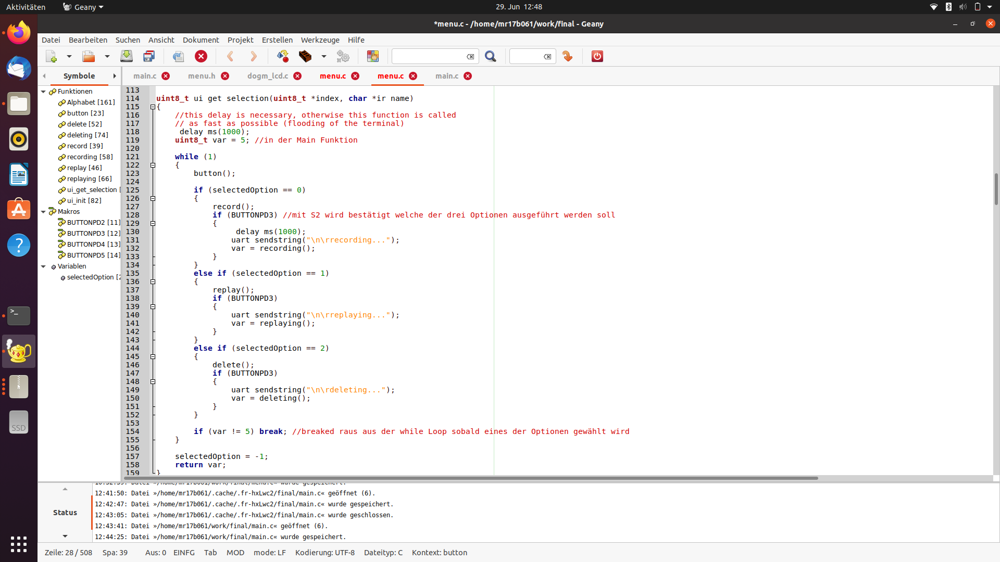 Aktivitäten
Geany
29. Jun 12:48
*menu.c - /home/mr17b061/work/final - Geany
Datei Bearbeiten Suchen Ansicht Dokument Projekt Erstellen Werkzeuge Hilfe
Symbole
main.c menu.h dogm_lcd.c menu.c menu.c main.c
Funktionen
Alphabet [161]
button [23]
delete [52]
deleting [74]
record [39]
recording [58]
replay [46]
replaying [66]
ui_get_selection [
ui_init [82]
Makros
BUTTONPD2 [11]
BUTTONPD3 [12]
BUTTONPD4 [13]
BUTTONPD5 [14]
Variablen
selectedOption [2
113
114 uint8_t ui get selection(uint8_t *index, char *ir name)
115 {
116 //this delay is necessary, otherwise this function is called
117 // as fast as possible (flooding of the terminal)
118 delay ms(1000);
119 uint8_t var = 5; //in der Main Funktion
120
121 while (1)
122 {
123 button();
124
125 if (selectedOption == 0)
126 {
127 record();
128 if (BUTTONPD3) //mit S2 wird bestätigt welche der drei Optionen ausgeführt werden soll
129 {
130 delay ms(1000);
131 uart sendstring("\n\rrecording...");
132 var = recording();
133 }
134 }
135 else if (selectedOption == 1)
136 {
137 replay();
138 if (BUTTONPD3)
139 {
140 uart sendstring("\n\rreplaying...");
141 var = replaying();
142 }
143 }
144 else if (selectedOption == 2)
145 {
146 delete();
147 if (BUTTONPD3)
148 {
149 uart sendstring("\n\rdeleting...");
150 var = deleting();
151 }
152 }
153
154 if (var != 5) break; //breaked raus aus der while Loop sobald eines der Optionen gewählt wird
155 }
156
157 selectedOption = -1;
158 return var;
159 }
Status
12:41:50: Datei »/home/mr17b061/.cache/.fr-hxLwc2/final/main.c« geöffnet (6).
12:42:47: Datei »/home/mr17b061/.cache/.fr-hxLwc2/final/main.c« wurde gespeichert.
12:43:05: Datei »/home/mr17b061/.cache/.fr-hxLwc2/final/main.c« wurde geschlossen.
12:43:41: Datei »/home/mr17b061/work/final/main.c« geöffnet (6).
12:44:25: Datei »/home/mr17b061/work/final/main.c« wurde gespeichert.
Zeile: 28 / 508 Spa: 39 Aus: 0 EINFG Tab MOD mode: LF Kodierung: UTF-8 Dateityp: C Kontext: button
SSD